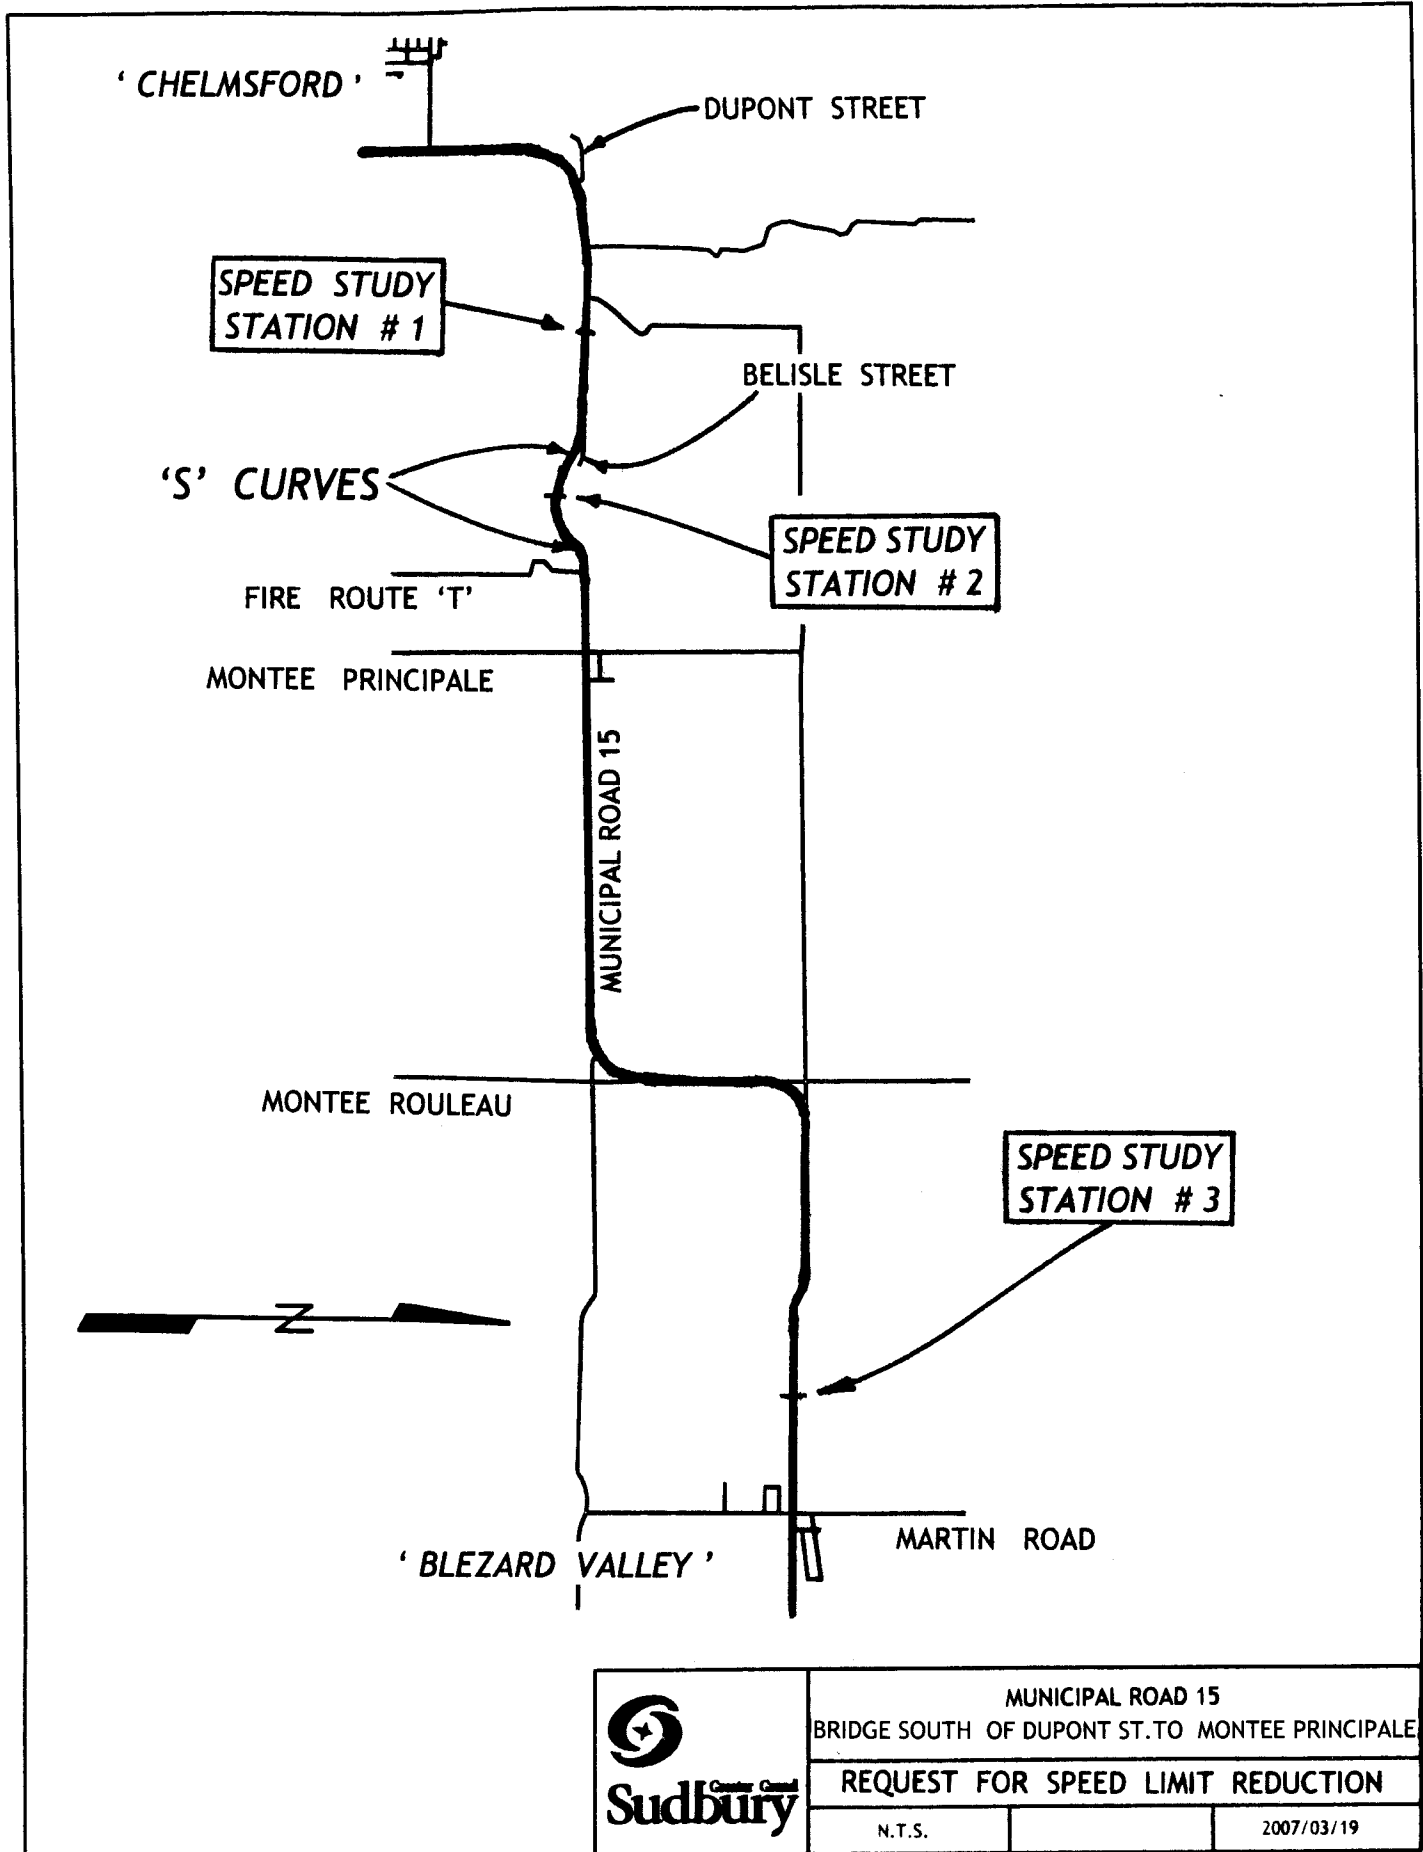 ' CHELMSFORD '
DUPONT STREET
SPEED STUDY
STATION # 1
BELISLE STREET
'S' CURVES
SPEED STUDY
STATION # 2
FIRE ROUTE 'T'
MONTEE PRINCIPALE
MUNICIPAL ROAD 15
MONTEE ROULEAU
SPEED STUDY
STATION # 3
N
MARTIN ROAD
' BLEZARD VALLEY '
MUNICIPAL ROAD 15
BRIDGE SOUTH OF DUPONT ST.TO MONTEE PRINCIPALE
REQUEST FOR SPEED LIMIT REDUCTION
Greater Grand
Sudbury
N.T.S.
2007/03/19